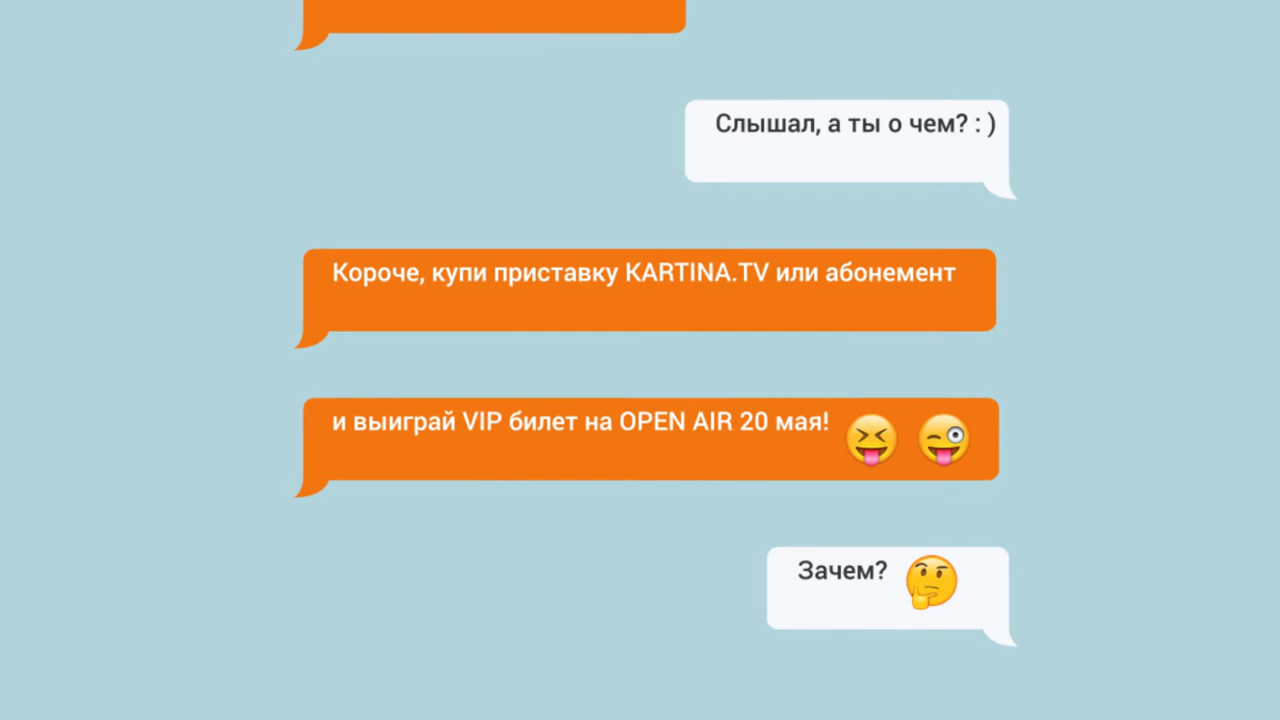 Слышал, а ты о чем? : )
Короче, купи приставку KARTINA.TV или абонемент
и выиграй VIP билет на OPEN AIR 20 мая! 😝 😜
Зачем? 🤔